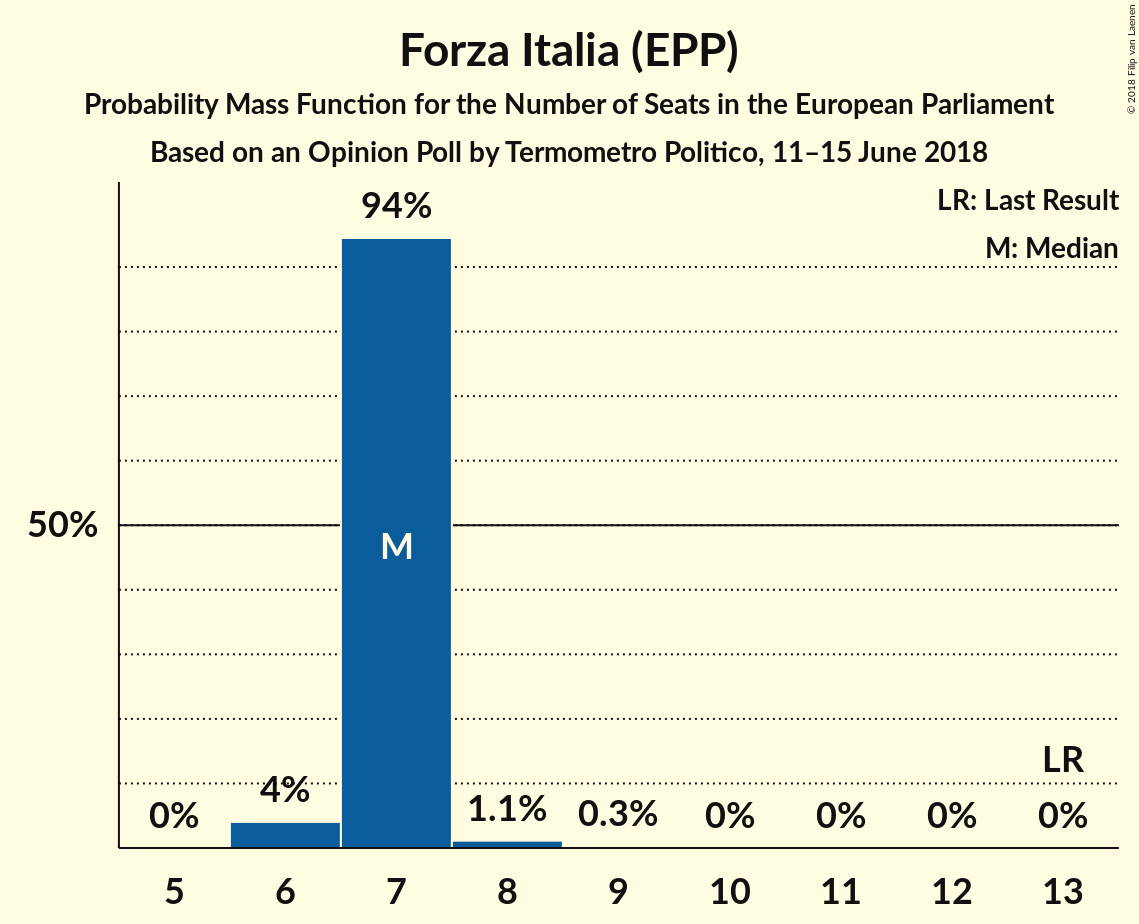 Forza Italia (EPP)
Probability Mass Function for the Number of Seats in the European Parliament
Based on an Opinion Poll by Termometro Politico, 11–15 June 2018
© 2018 Filip van Laenen
LR: Last Result
M: Median
94%
50%
M
LR
0%
4%
1.1%
0.3%
0%
0%
0%
0%
5 6 7 8 9 10 11 12 13